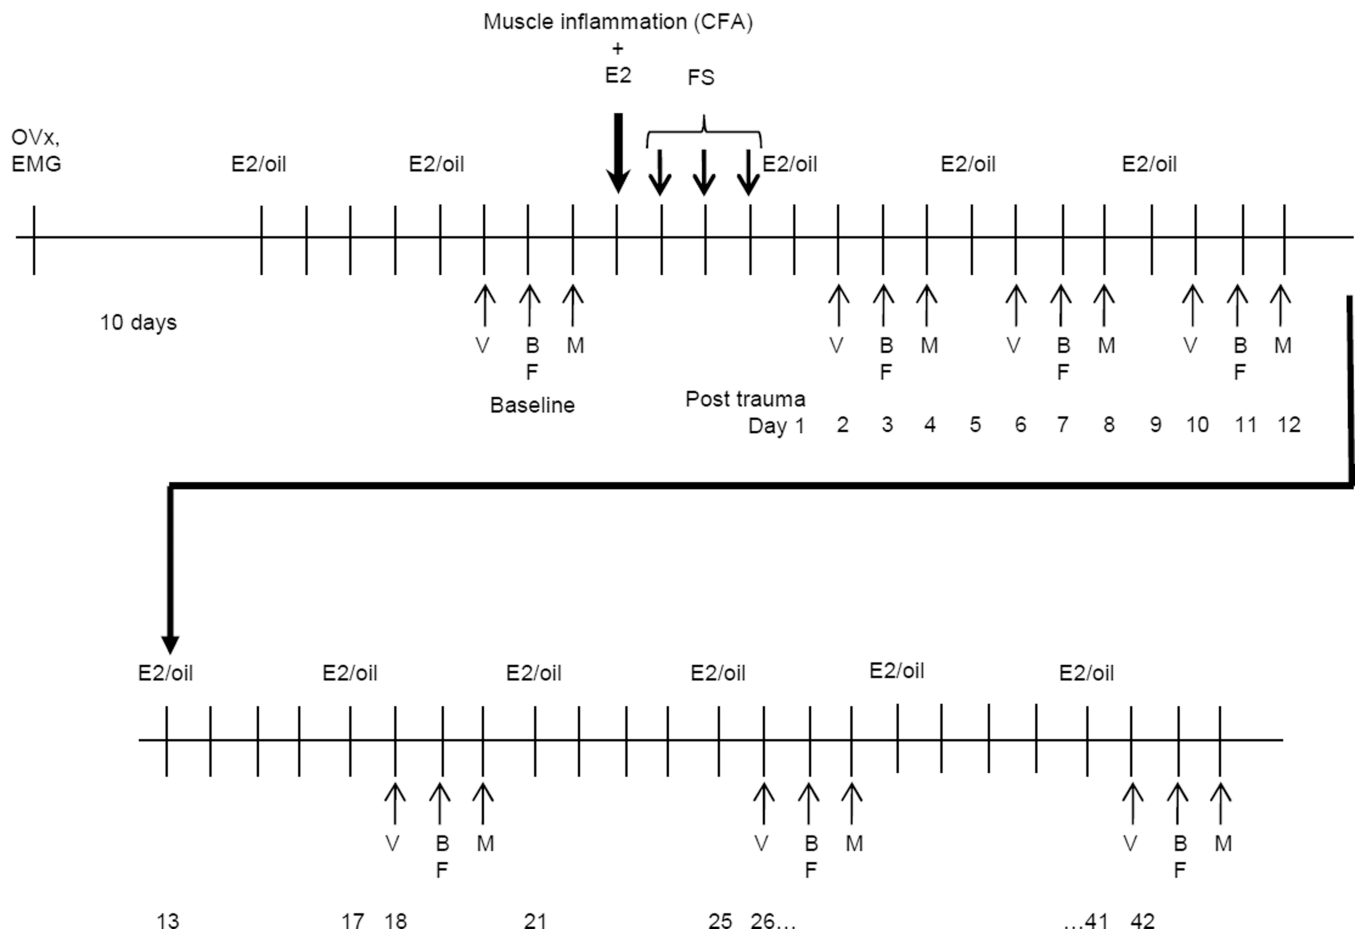 Muscle inflammation (CFA)
+
E2
FS
OVx,
EMG
E2/oil
E2/oil
E2/oil
E2/oil
E2/oil
10 days
V
B
F
M
Baseline
V
B
F
M
V
B
F
M
V
B
F
M
Post trauma
Day 1 2 3 4 5 6 7 8 9 10 11 12
E2/oil
E2/oil
E2/oil
E2/oil
E2/oil
E2/oil
V
B
F
M
V
B
F
M
V
B
F
M
13 17 18 21 25 26... ...41 42